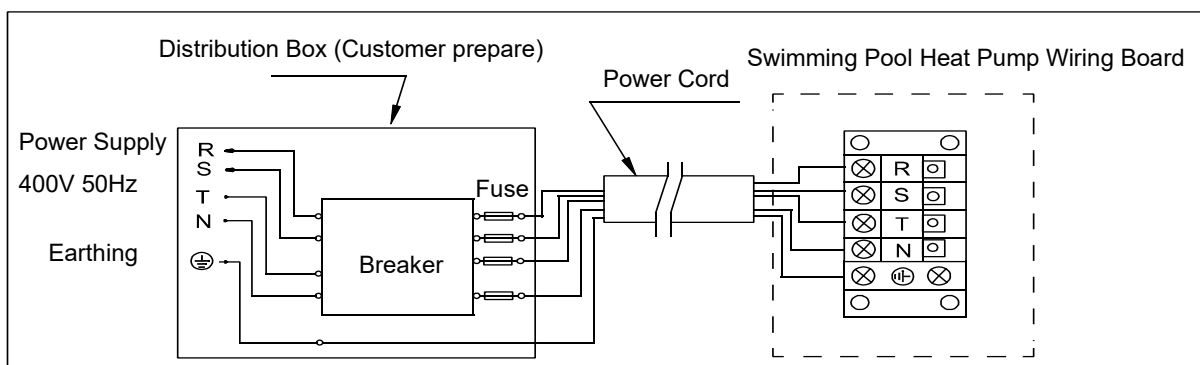 Distribution Box (Customer prepare)
Power Cord
Swimming Pool Heat Pump Wiring Board
Power Supply
400V 50Hz
Earthing
R
S
T
N
Fuse
Breaker
R
S
T
N